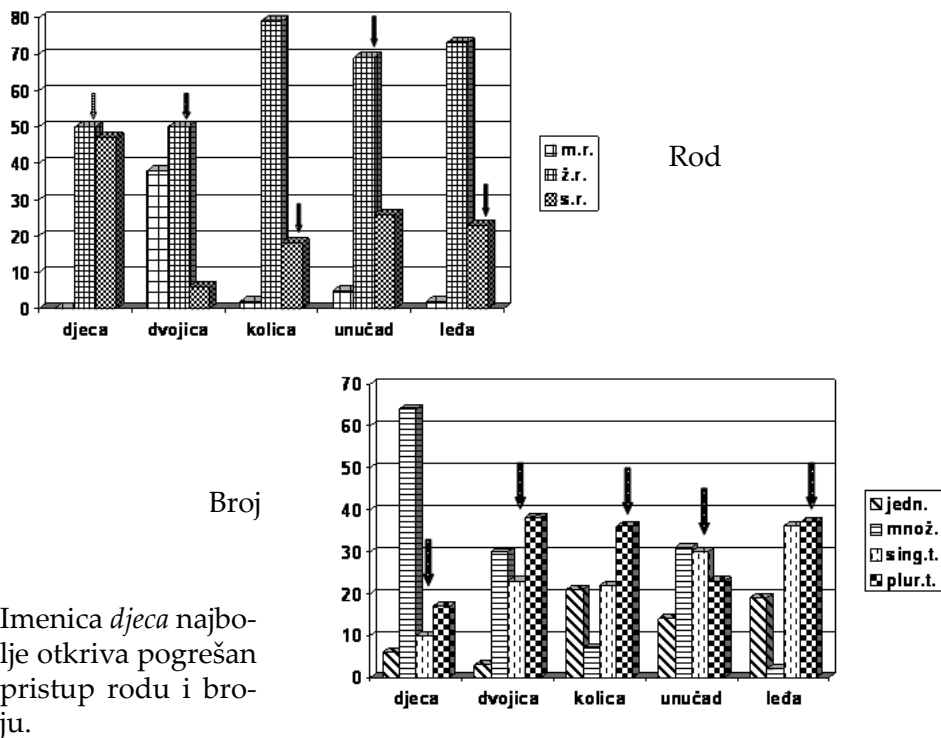 80
70
60
50
40
30
20
10
0
djeca dvojica kolica unučad leđa
m.r.
ž.r.
s.r.
Rod
Broj
70
60
50
40
30
20
10
0
djeca dvojica kolica unučad leđa
jedn.
množ.
sing.t.
plur.t.
Imenica djeca najbo-
lje otkriva pogrešan
pristup rodu i bro-
ju.